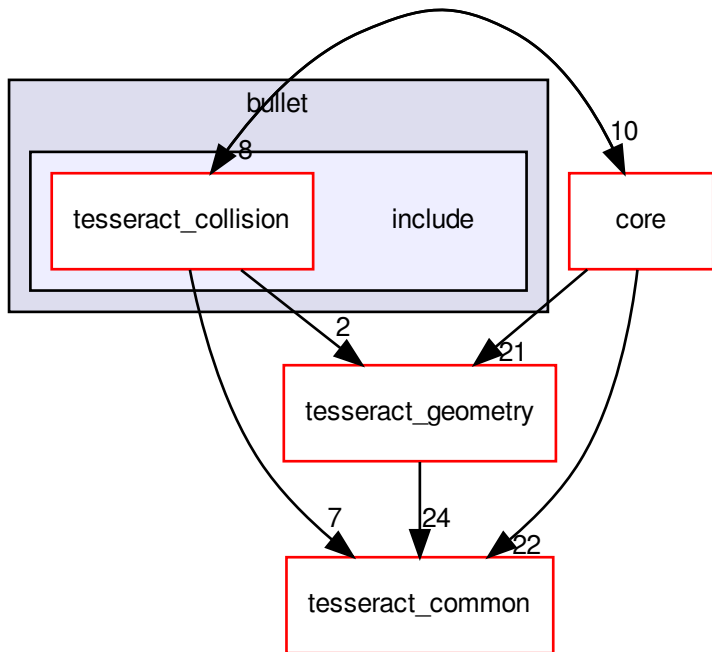 bullet
10
8
tesseract_collision
include
core
2
21
tesseract_geometry
7
24
22
tesseract_common